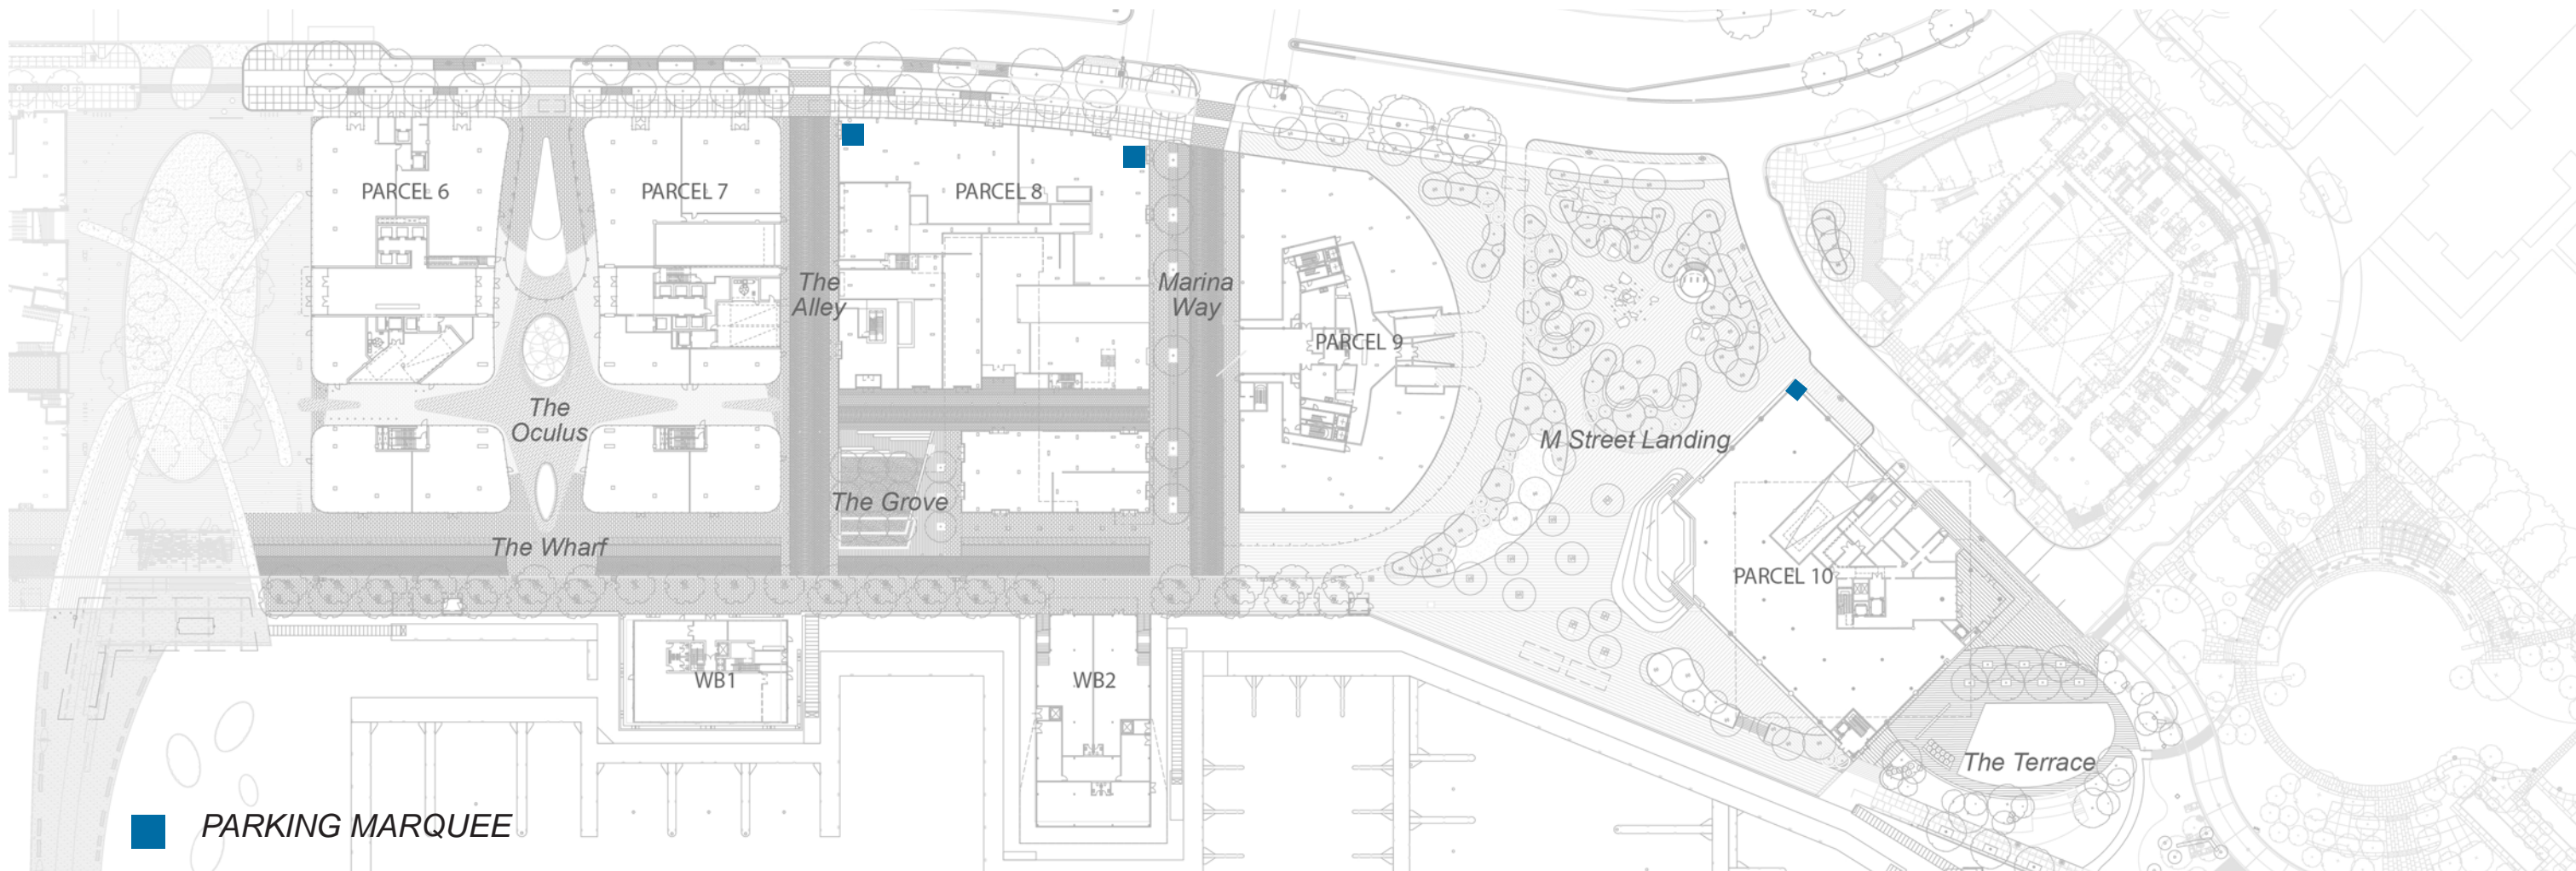 PARCEL 6
PARCEL 7
PARCEL 8
The
Alley
Marina
Way
PARCEL 9
The
Oculus
M Street Landing
The Grove
The Wharf
PARCEL 10
WB1
WB2
The Terrace
PARKING MARQUEE